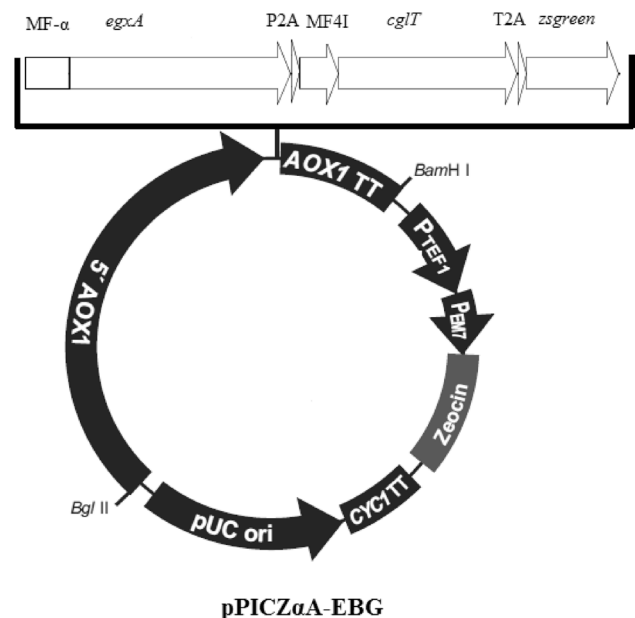 MF-α egxA P2A MF4I cglT T2A zsgreen
AOX1 TT
BamH I
PTEF1
PEM7
5´ AOX1
Zeocin
CYC1TT
Bgl II
pUC ori
pPICZαA-EBG